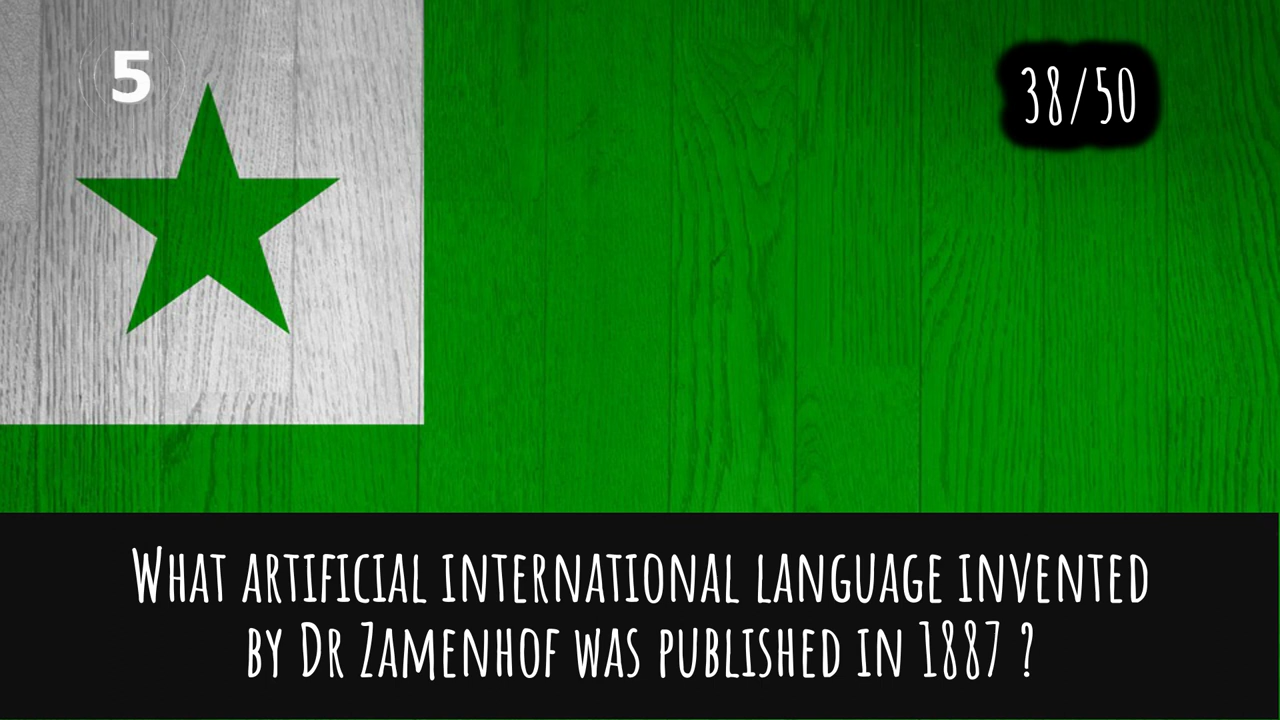 5
38/50
What artificial international language invented
by Dr Zamenhof was published in 1887 ?